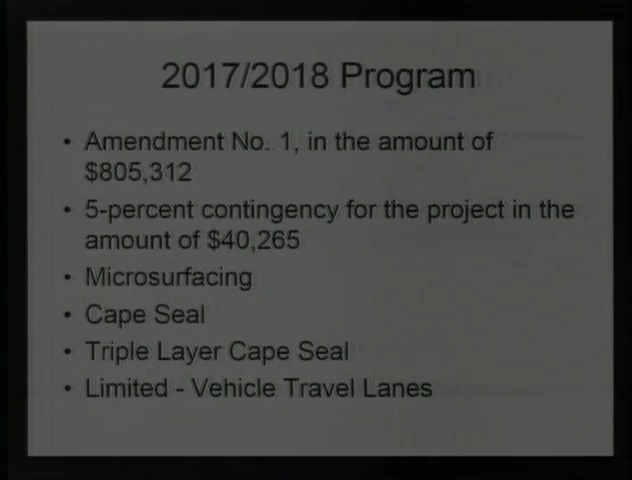 2017/2018 Program
• Amendment No. 1, in the amount of
$805,312
• 5-percent contingency for the project in the
amount of $40,265
• Microsurfacing
• Cape Seal
• Triple Layer Cape Seal
• Limited - Vehicle Travel Lanes